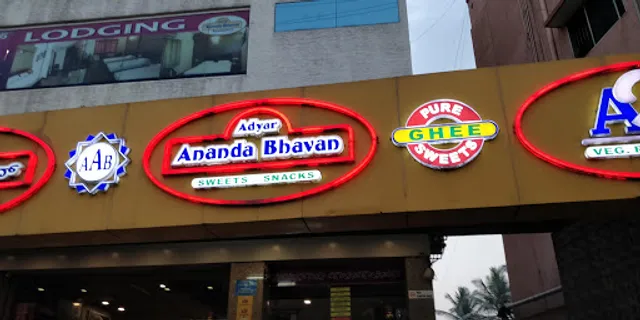 LODGING
AAB
Adyar
Ananda Bhavan
SWEETS SNACKS
PURE
GHEE
SWEETS
A
VEG.